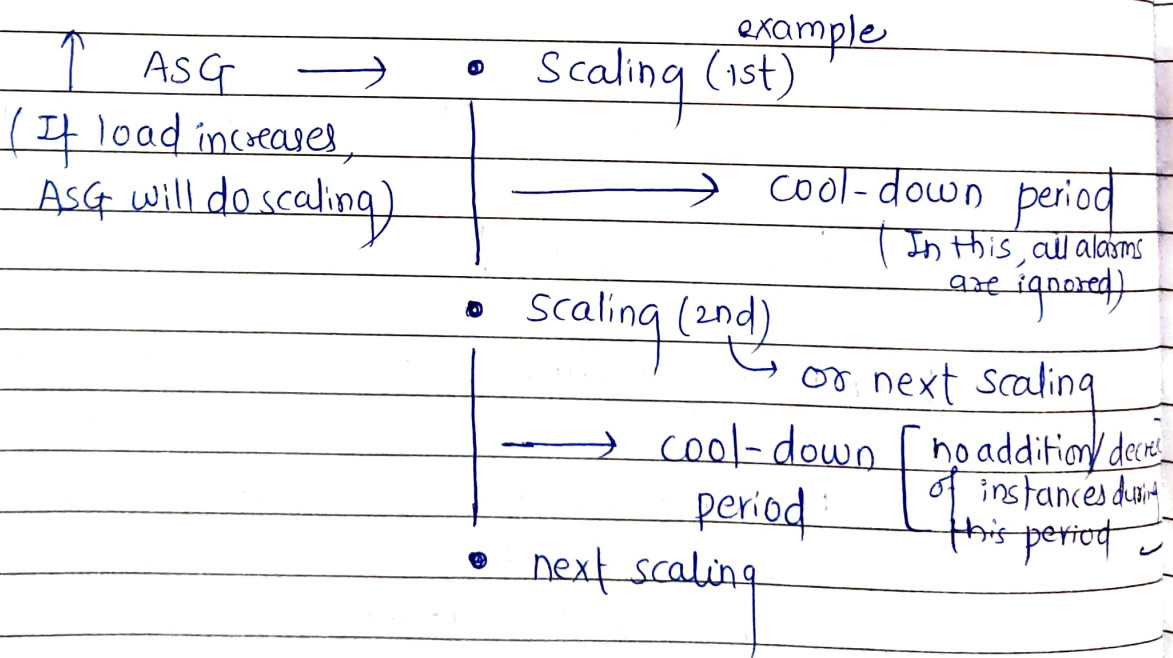 example
↑ ASG → • Scaling (1st)
(If load increases,
ASG will do scaling)
→ cool-down period
(In this, all alarms
are ignored)
• Scaling (2nd)
↳ or next scaling
→ cool-down period
[no addition/ decre
of instances during
this period
• next scaling